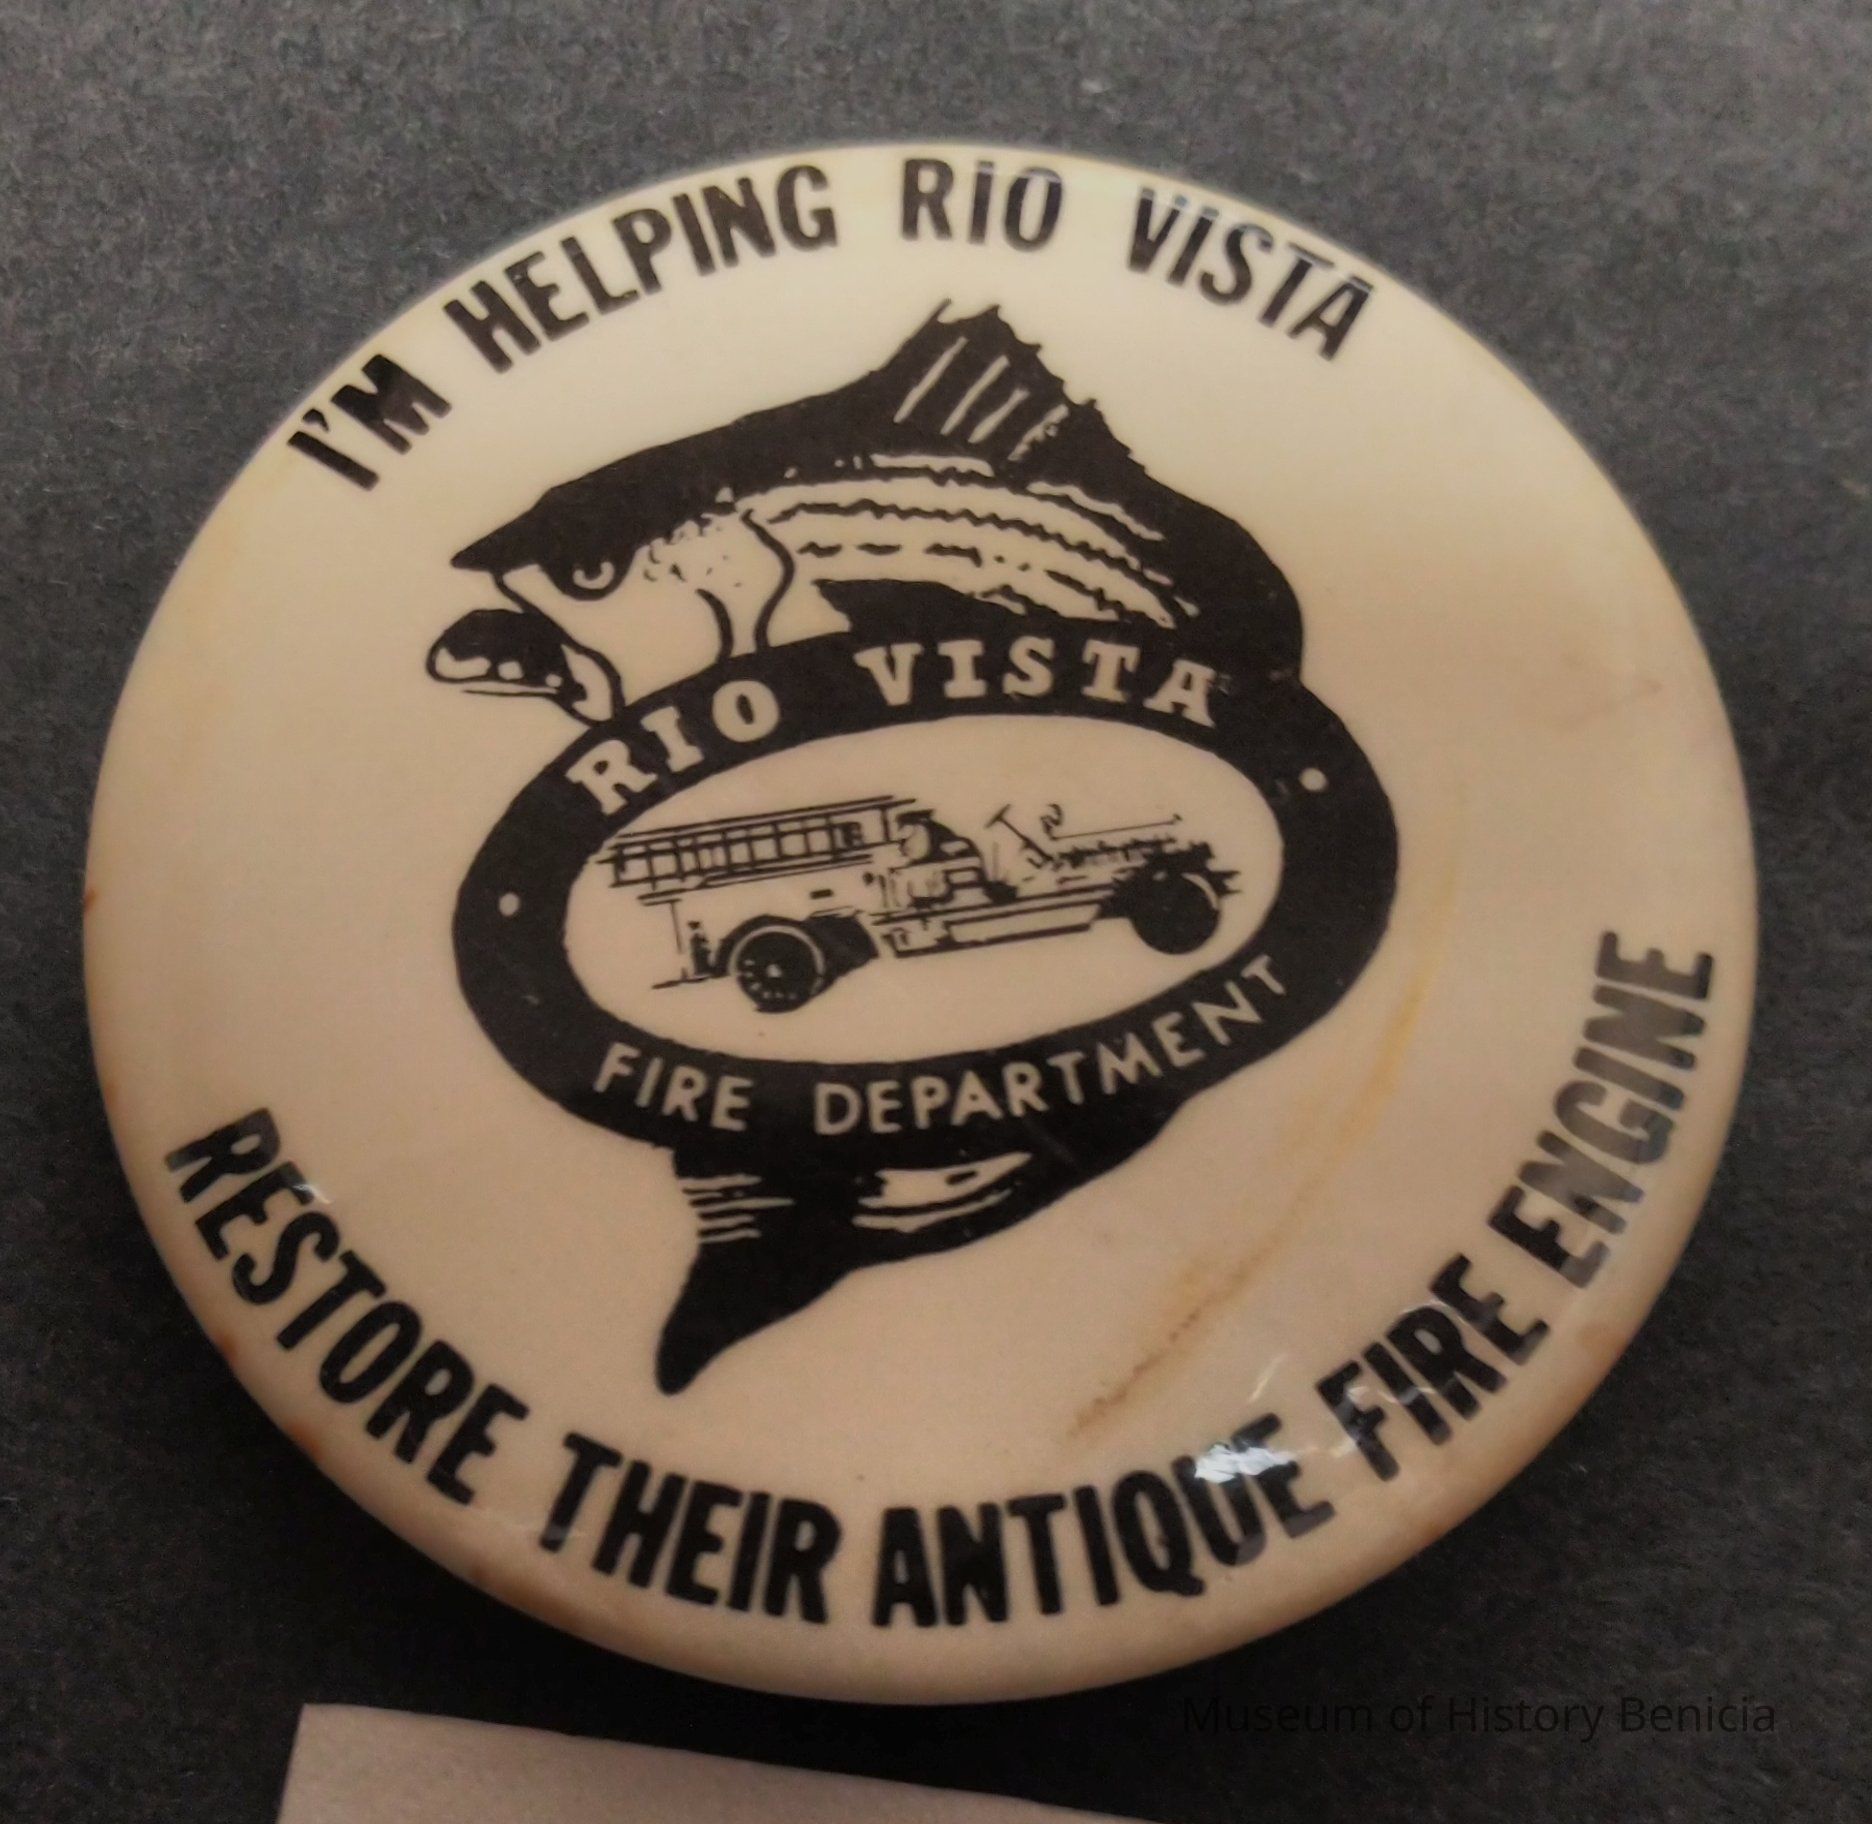 I'M HELPING RIO VISTA
RIO VISTA
FIRE DEPARTMENT
RESTORE THEIR ANTIQUE FIRE ENGINE
Museum of History Benicia